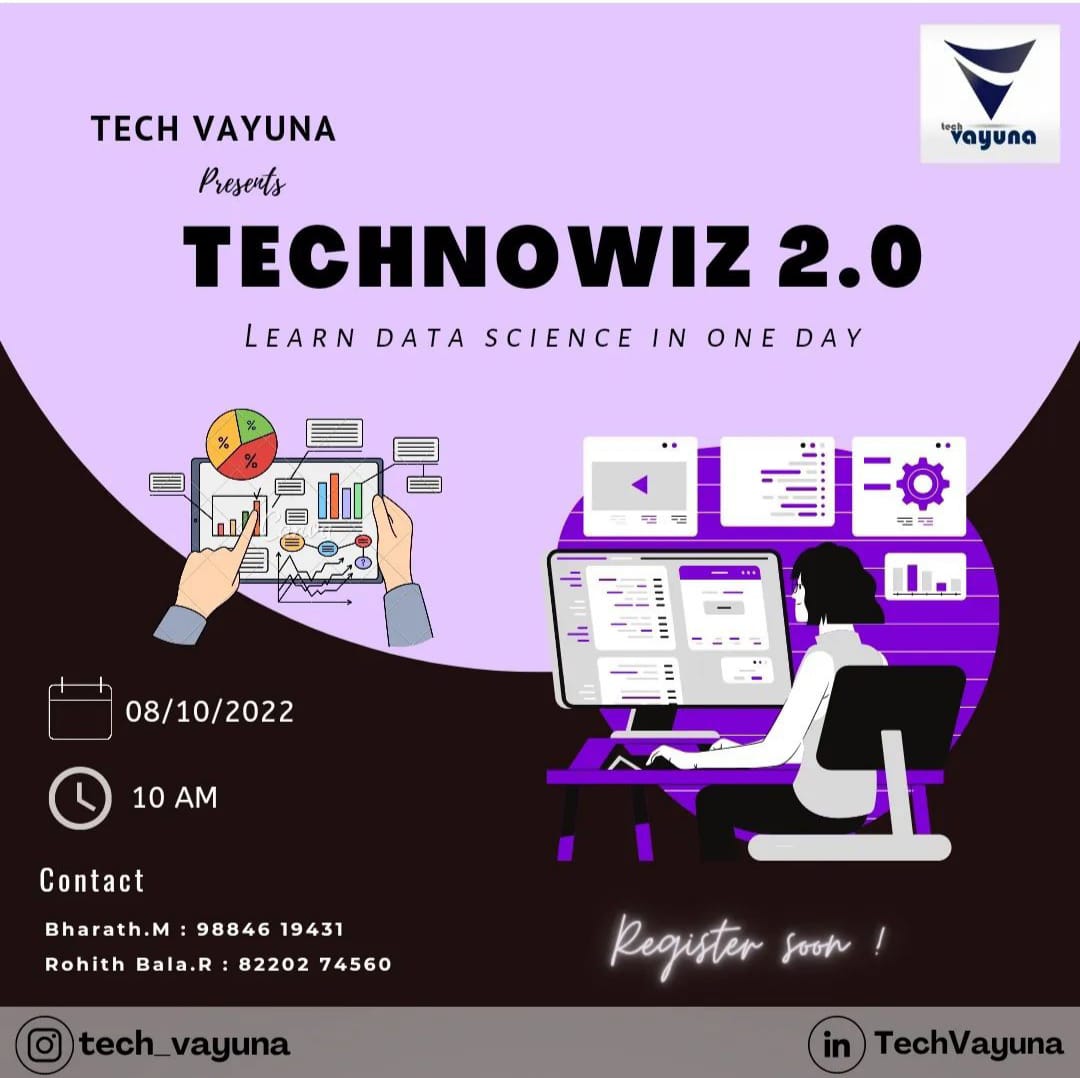 tech
vayuna
TECH VAYUNA
Presents
TECHNOWIZ 2.0
LEARN DATA SCIENCE IN ONE DAY
%
%
%
?
08/10/2022
10 AM
Contact
Bharath.M : 98846 19431
Rohith Bala.R : 82202 74560
Register soon !
tech_vayuna
in TechVayuna